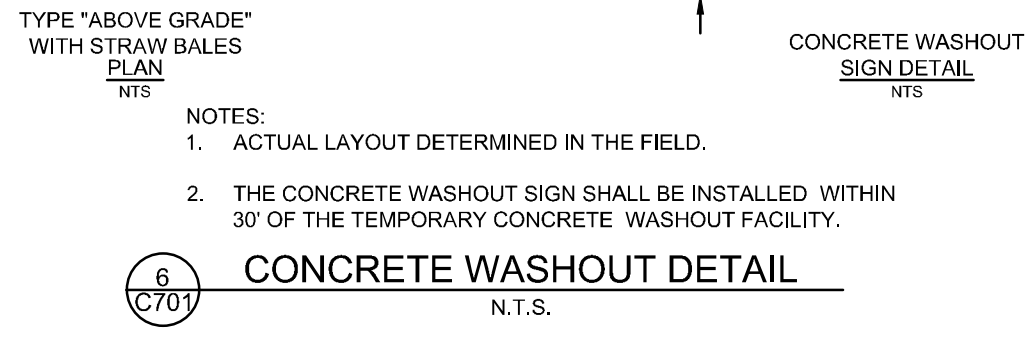 TYPE "ABOVE GRADE"
WITH STRAW BALES
PLAN
NTS
CONCRETE WASHOUT
SIGN DETAIL
NTS
NOTES:
1. ACTUAL LAYOUT DETERMINED IN THE FIELD.
2. THE CONCRETE WASHOUT SIGN SHALL BE INSTALLED WITHIN
30' OF THE TEMPORARY CONCRETE WASHOUT FACILITY.
6
C701
CONCRETE WASHOUT DETAIL
N.T.S.